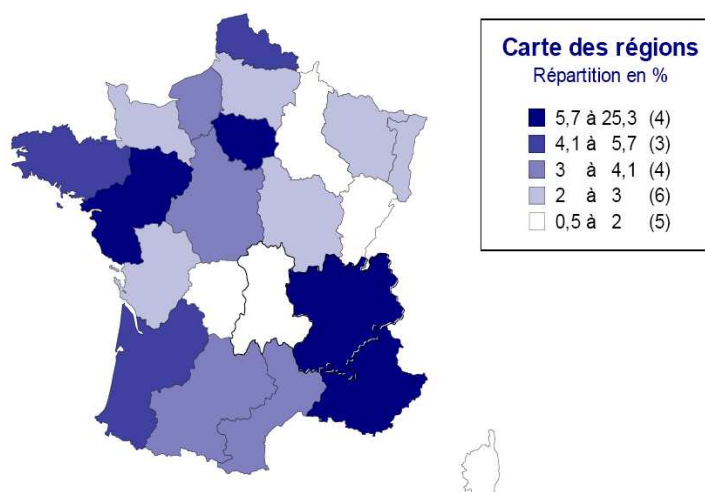 Carte des régions
Répartition en %
5,7 à 25,3 (4)
4,1 à 5,7 (3)
3 à 4,1 (4)
2 à 3 (6)
0,5 à 2 (5)